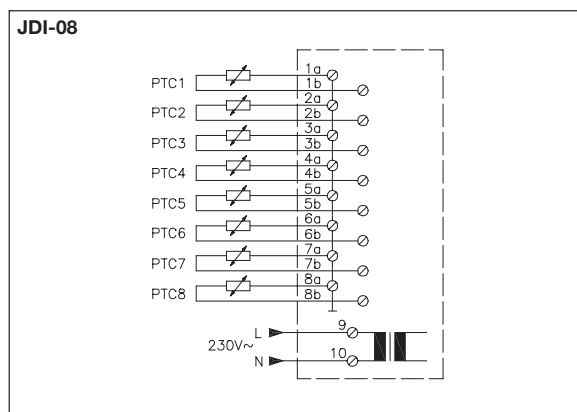 JDI-08
1a
PTC1
1b
2a
PTC2
2b
3a
PTC3
3b
4a
PTC4
4b
5a
PTC5
5b
6a
PTC6
6b
7a
PTC7
7b
8a
PTC8
8b
L 9
230V~
N 10